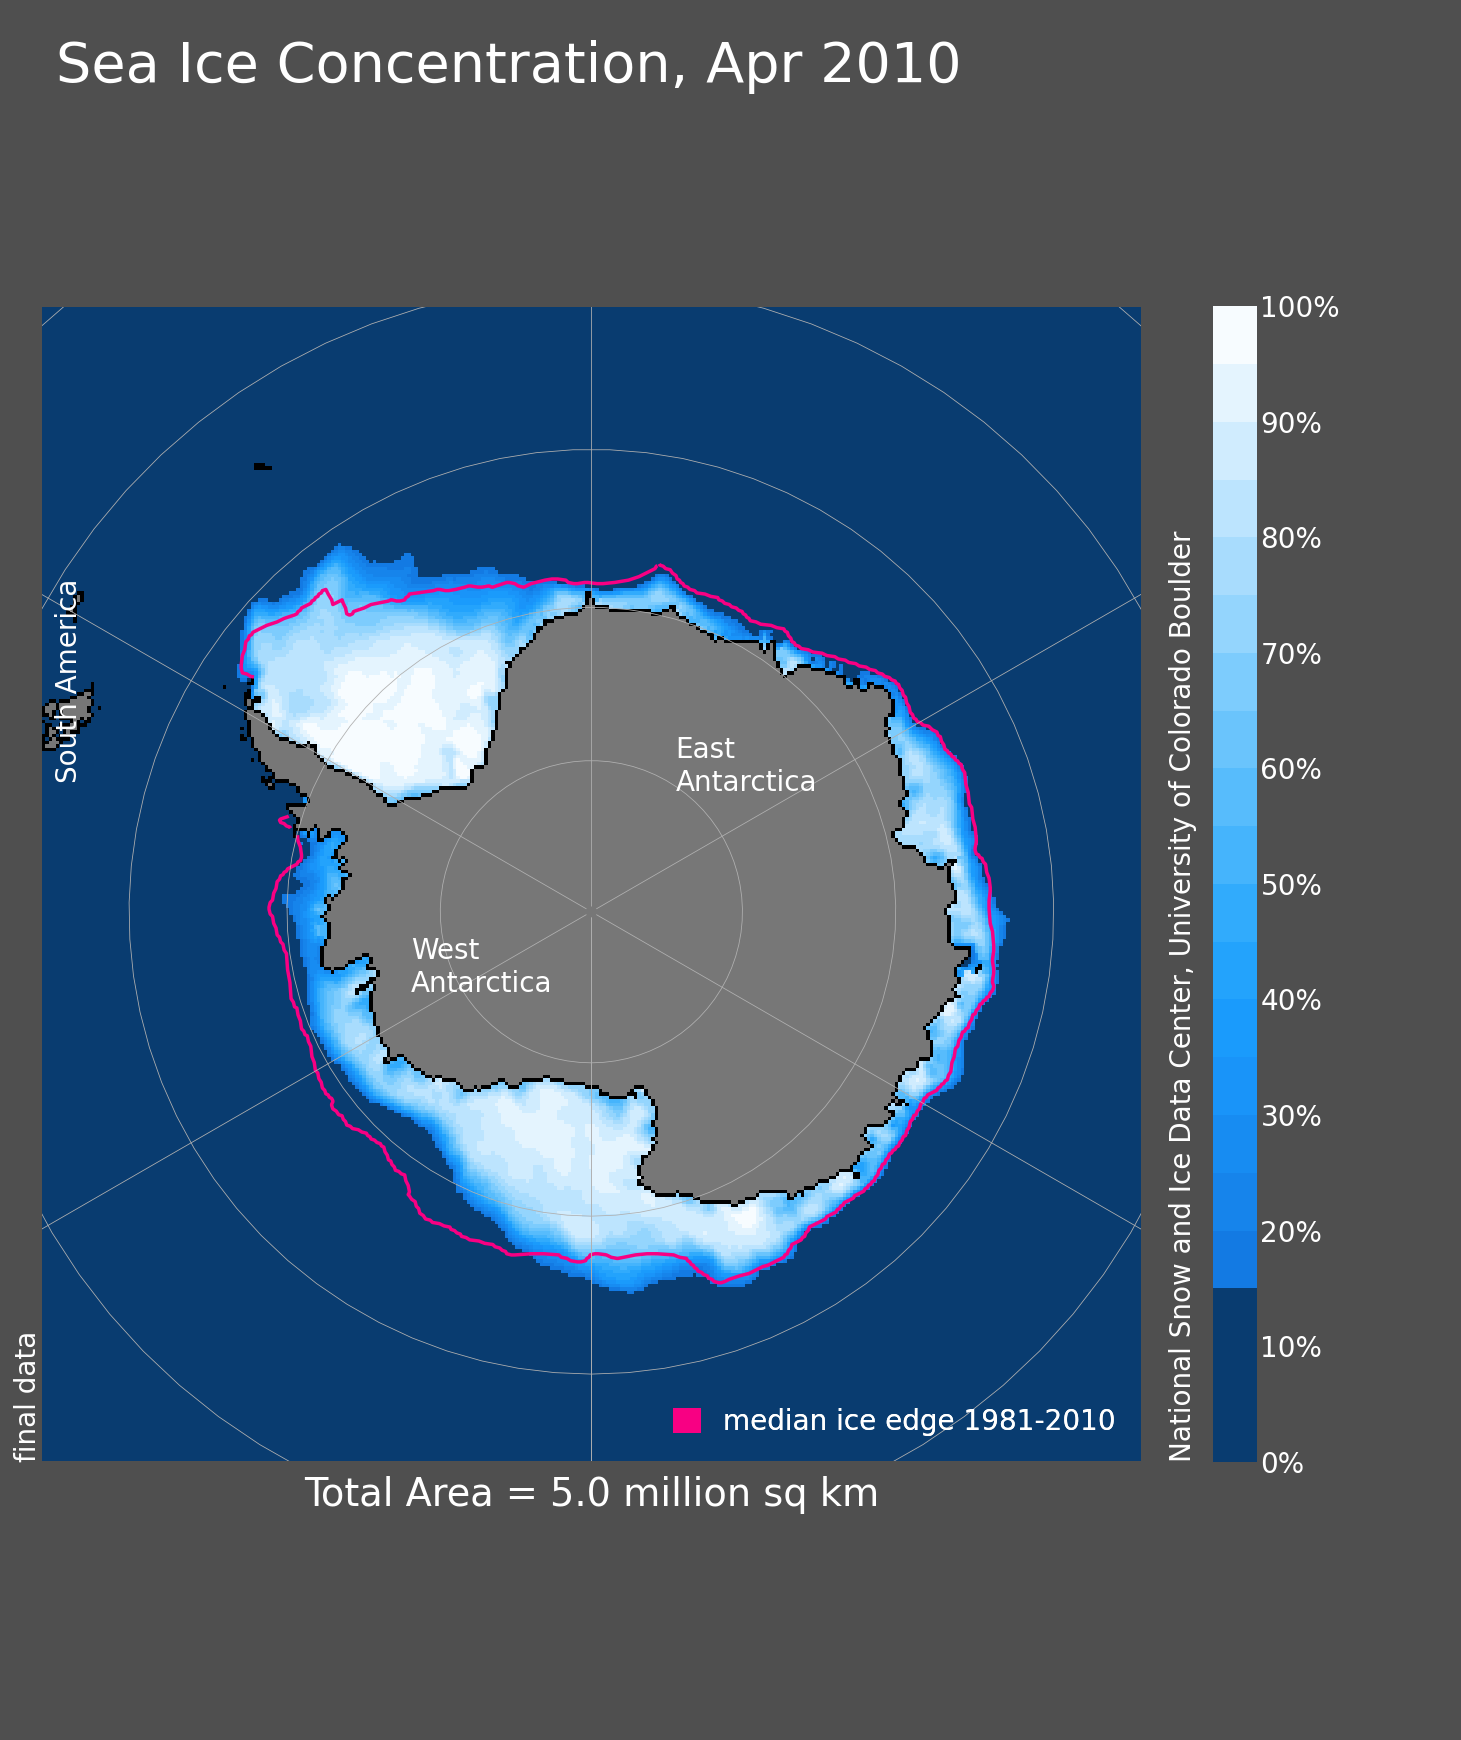 Sea Ice Concentration, Apr 2010
South America
East
Antarctica
West
Antarctica
final data
median ice edge 1981-2010
Total Area = 5.0 million sq km
National Snow and Ice Data Center, University of Colorado Boulder
100%
90%
80%
70%
60%
50%
40%
30%
20%
10%
0%